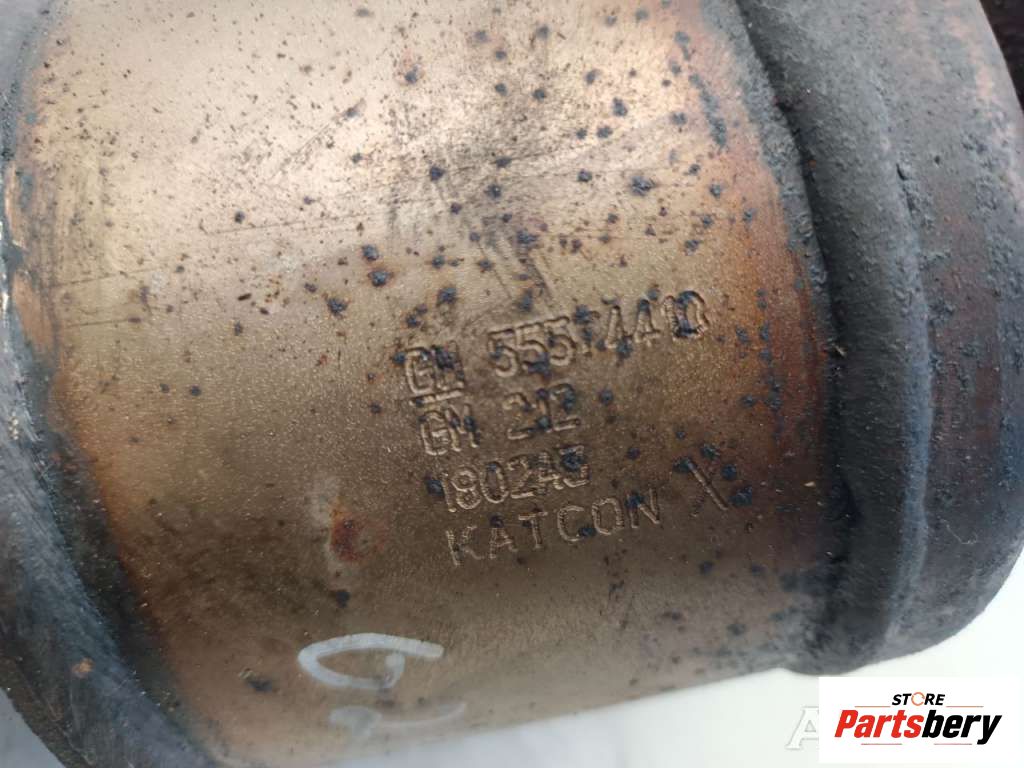 GM 55574410
GM 212
180243
KATCON X
STORE
Partsbery